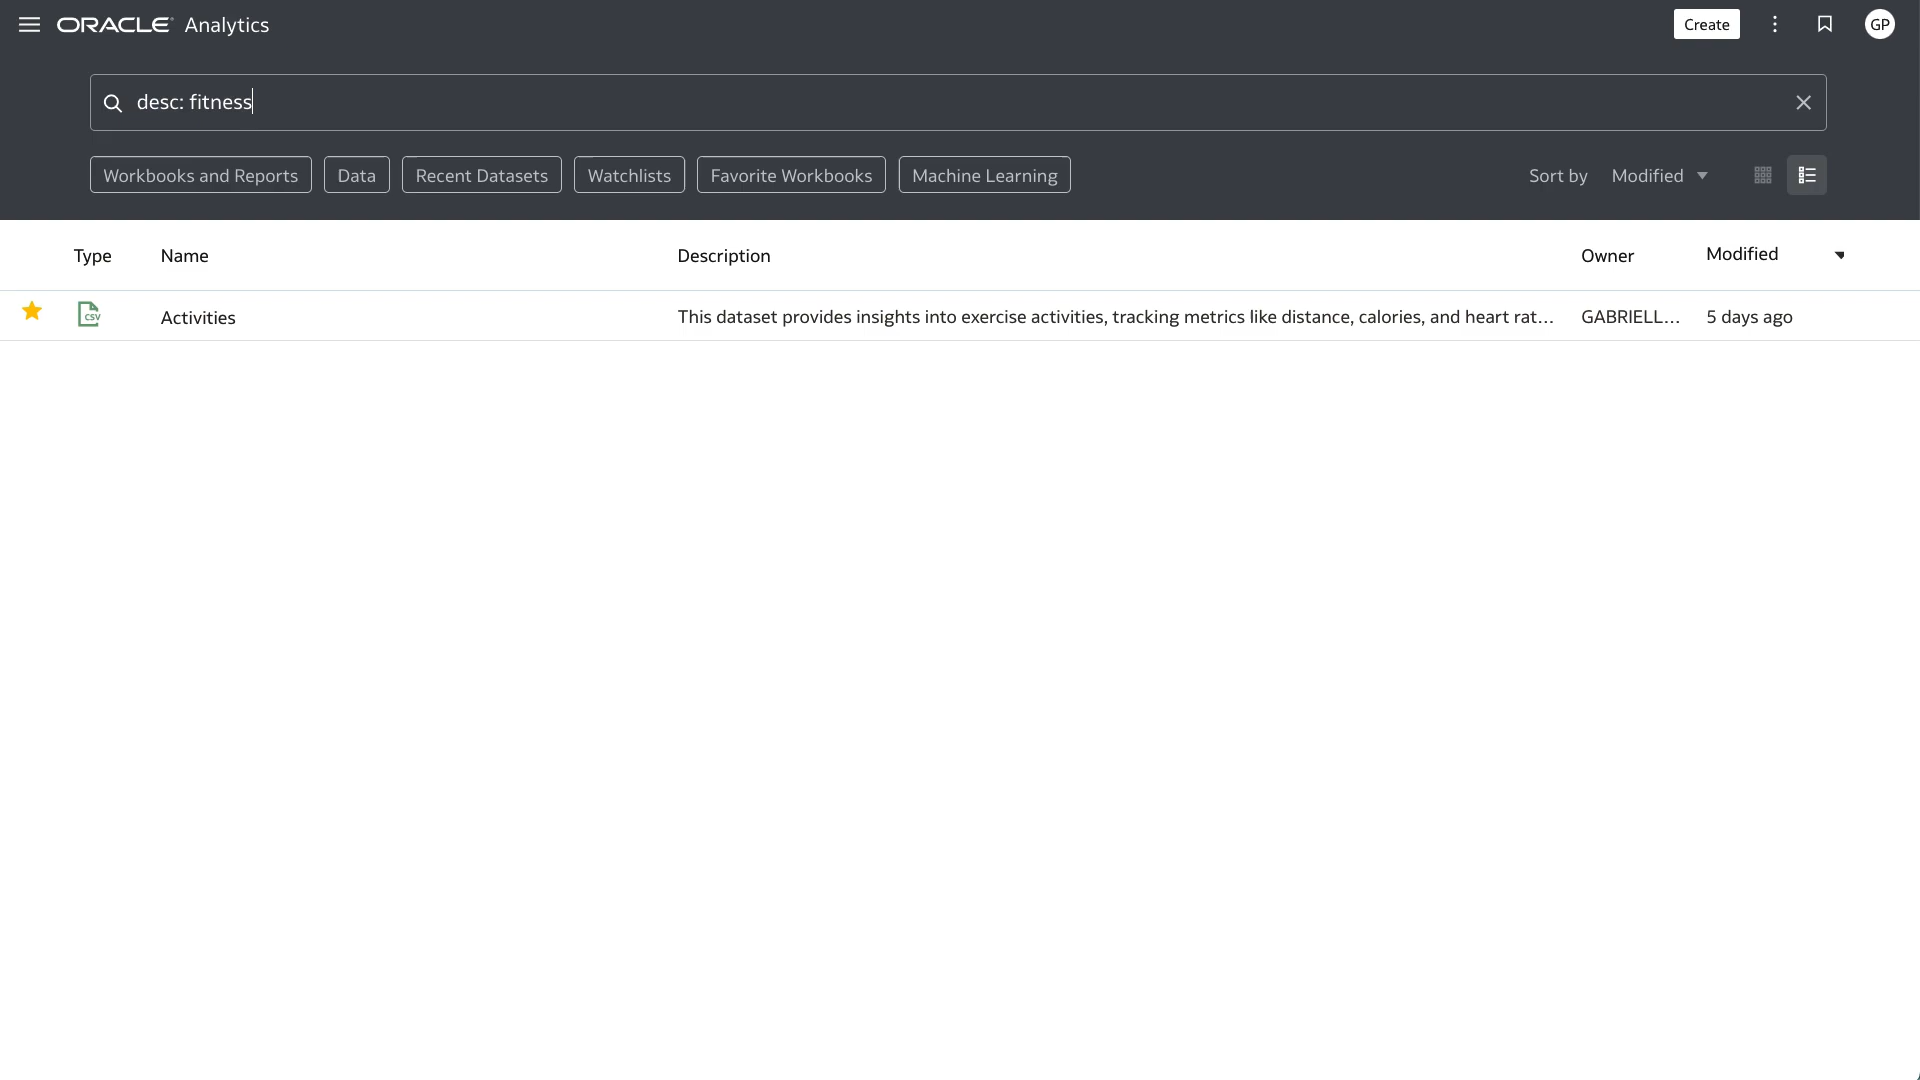 ORACLE Analytics
Create
GP
desc: fitness
Workbooks and Reports
Data
Recent Datasets
Watchlists
Favorite Workbooks
Machine Learning
Sort by
Modified
Type
Name
Description
Owner
Modified
CSV
Activities
This dataset provides insights into exercise activities, tracking metrics like distance, calories, and heart rat...
GABRIELL...
5 days ago